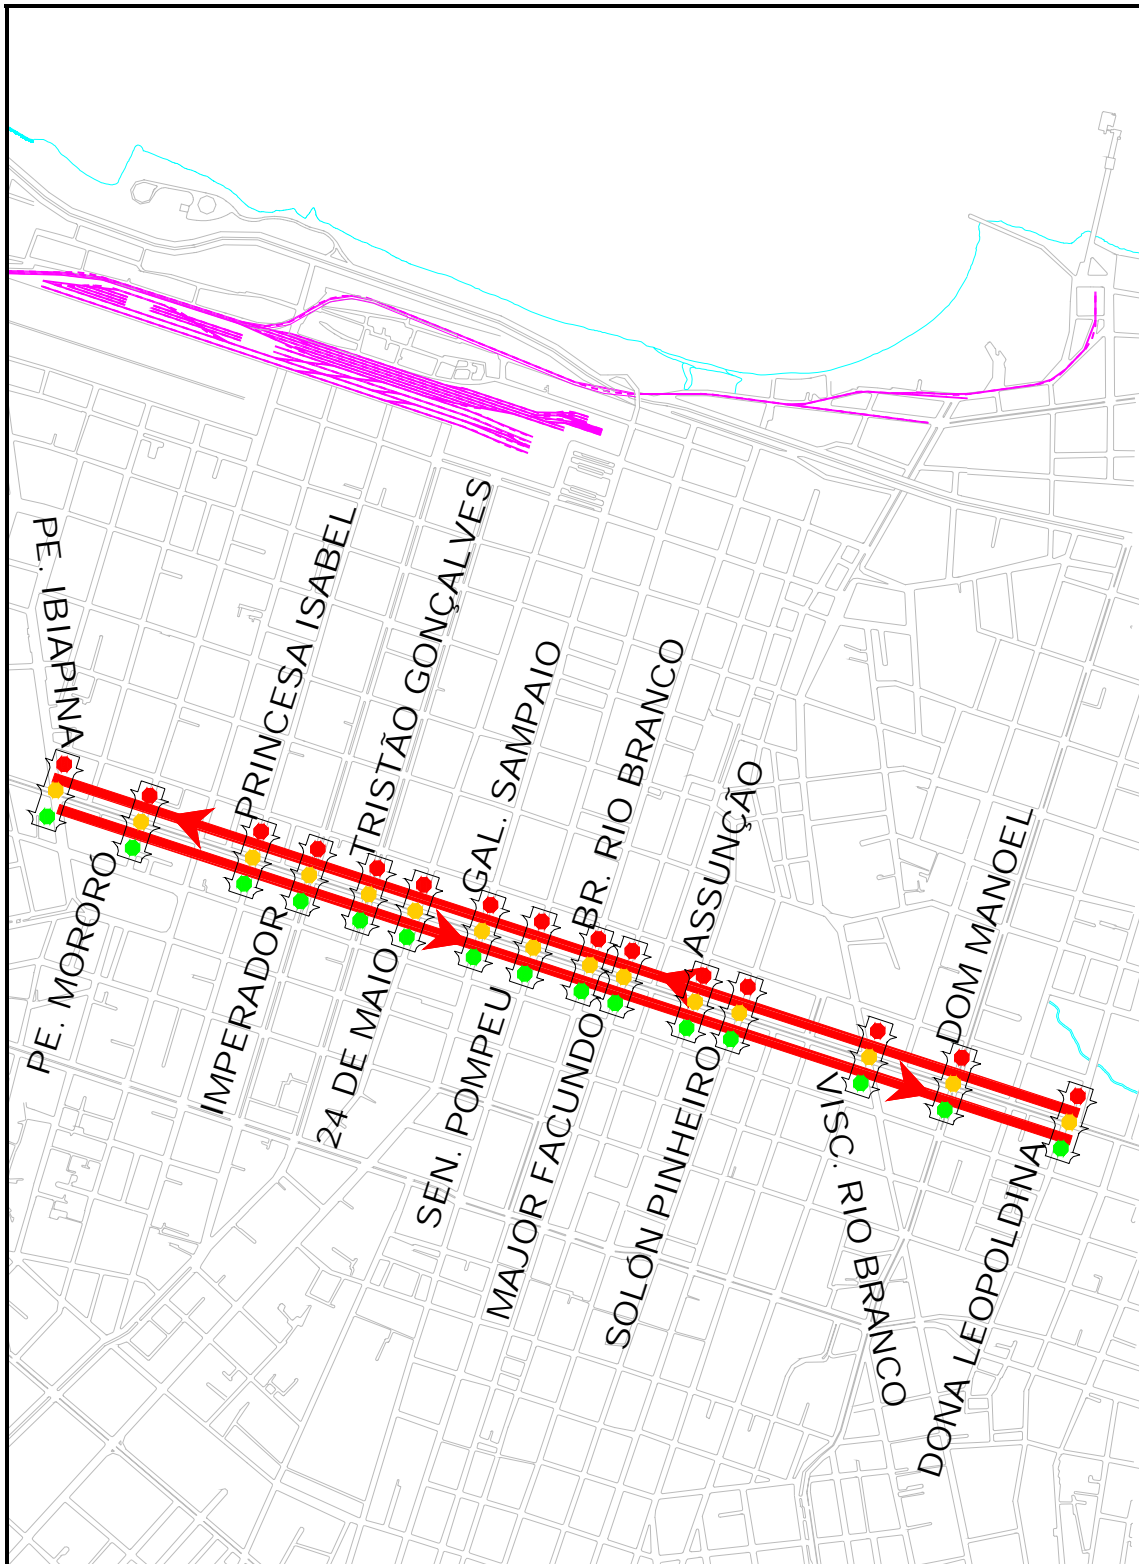 PE. IBIAPINA
PRINCESA ISABEL
TRISTÃO GONÇALVES
GAL. SAMPAIO
BR. RIO BRANCO
ASSUNÇÃO
DOM MANOEL
PE. MORORÓ
IMPERADOR
24 DE MAIO
SEN. POMPEU
MAJOR FACUNDO
SOLÓN PINHEIRO
VISC. RIO BRANCO
DONA LEOPOLDINA